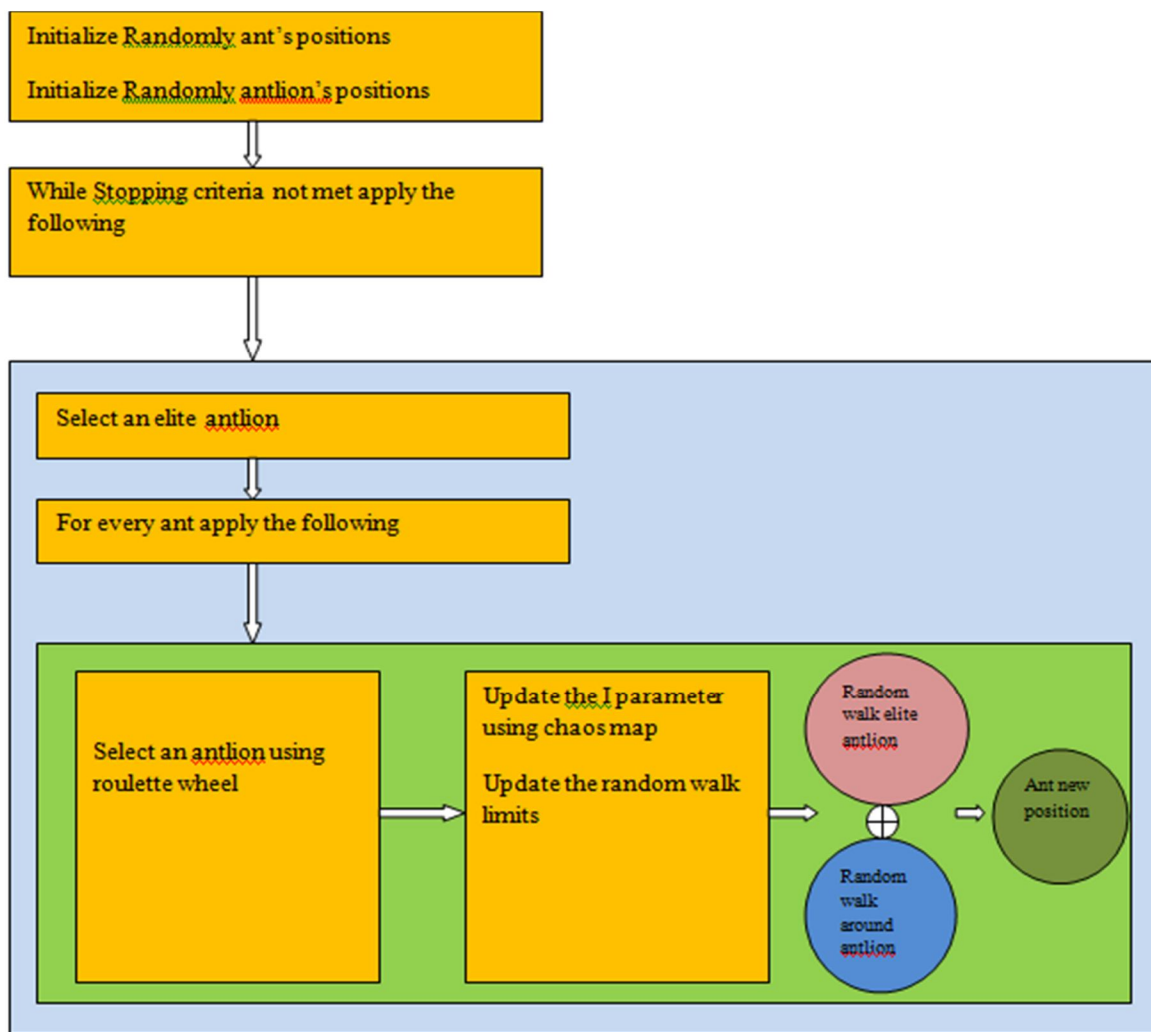 Initialize Randomly ant’s positions
Initialize Randomly antlion’s positions
While Stopping criteria not met apply the
following
Select an elite antlion
For every ant apply the following
Select an antlion using
roulette wheel
Update the I parameter
using chaos map
Update the random walk
limits
Random
walk elite
antlion
Random
walk
around
antlion
Ant new
position